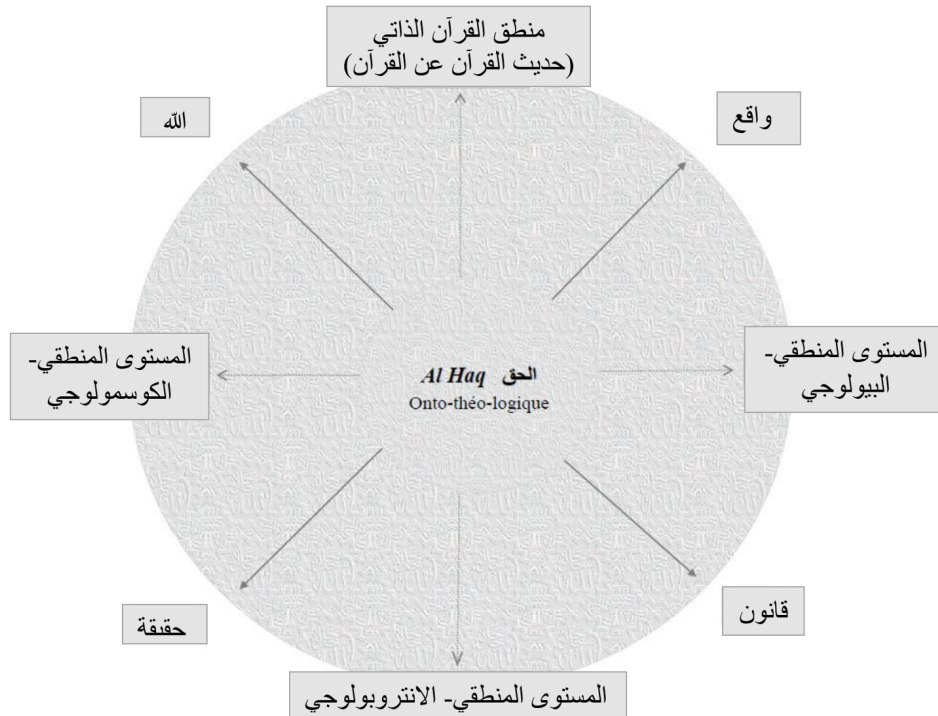 منطق القرآن الذاتي
(حديث القرآن عن القرآن)
واقع
الله
المستوى المنطقي-
البيولوجي
الحق Al Haq
Onto-théo-logique
المستوى المنطقي-
الكوسمولوجي
قانون
حقيقة
المستوى المنطقي- الانتروبولوجي